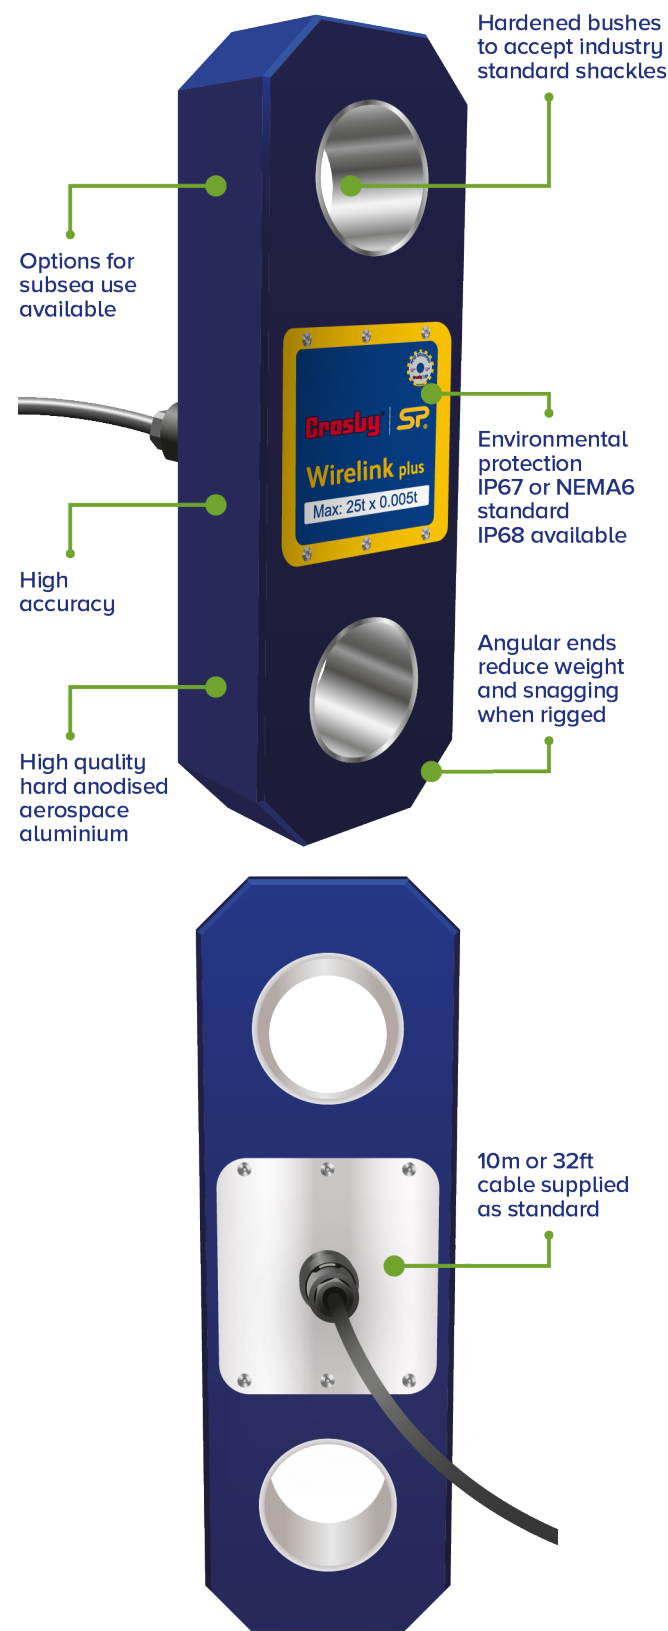 Hardened bushes
to accept industry
standard shackles
Options for
subsea use
available
Crosby | SP®
Wirelink plus
Max: 25t x 0.005t
Environmental
protection
IP67 or NEMA6
standard
IP68 available
High
accuracy
Angular ends
reduce weight
and snagging
when rigged
High quality
hard anodised
aerospace
aluminium
10m or 32ft
cable supplied
as standard